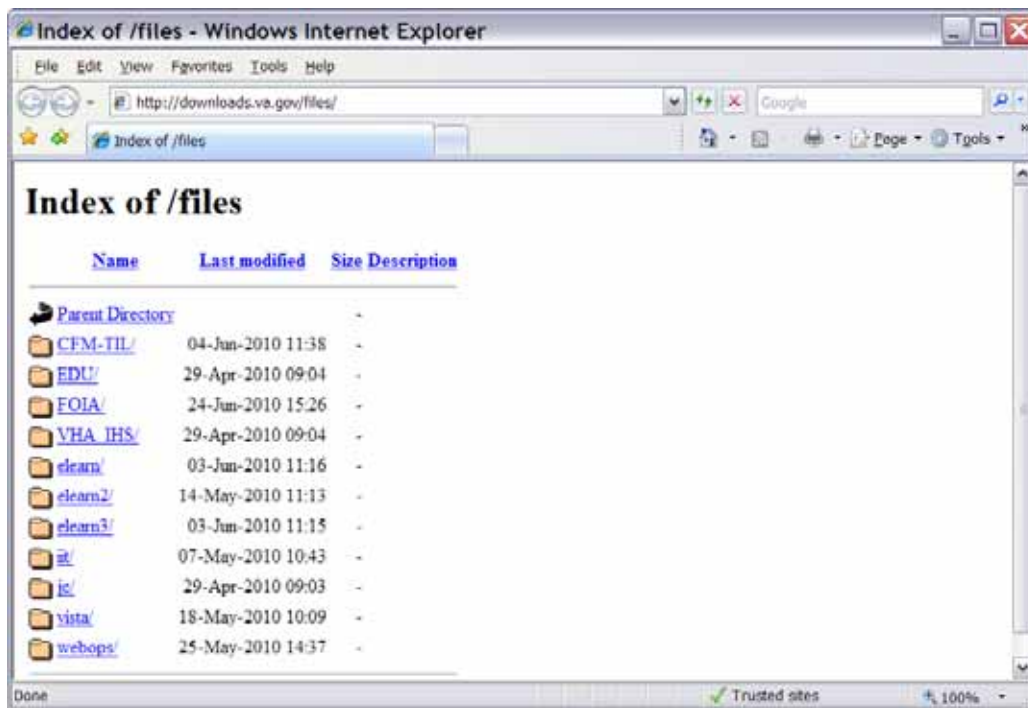 Index of /files - Windows Internet Explorer
File Edit View Favorites Tools Help
http://downloads.va.gov/files/ Google
Index of /files Page Tools
Index of /files
Name Last modified Size Description
Parent Directory -
CFM-TIL/ 04-Jun-2010 11:38 -
EDU/ 29-Apr-2010 09:04 -
FOIA/ 24-Jun-2010 15:26 -
VHA_IHS/ 29-Apr-2010 09:04 -
elearn/ 03-Jun-2010 11:16 -
elearn2/ 14-May-2010 11:13 -
elearn3/ 03-Jun-2010 11:15 -
iit/ 07-May-2010 10:43 -
 29-Apr-2010 09:03 -
vista/ 18-May-2010 10:09 -
webops/ 25-May-2010 14:37 -
Done Trusted sites 100%